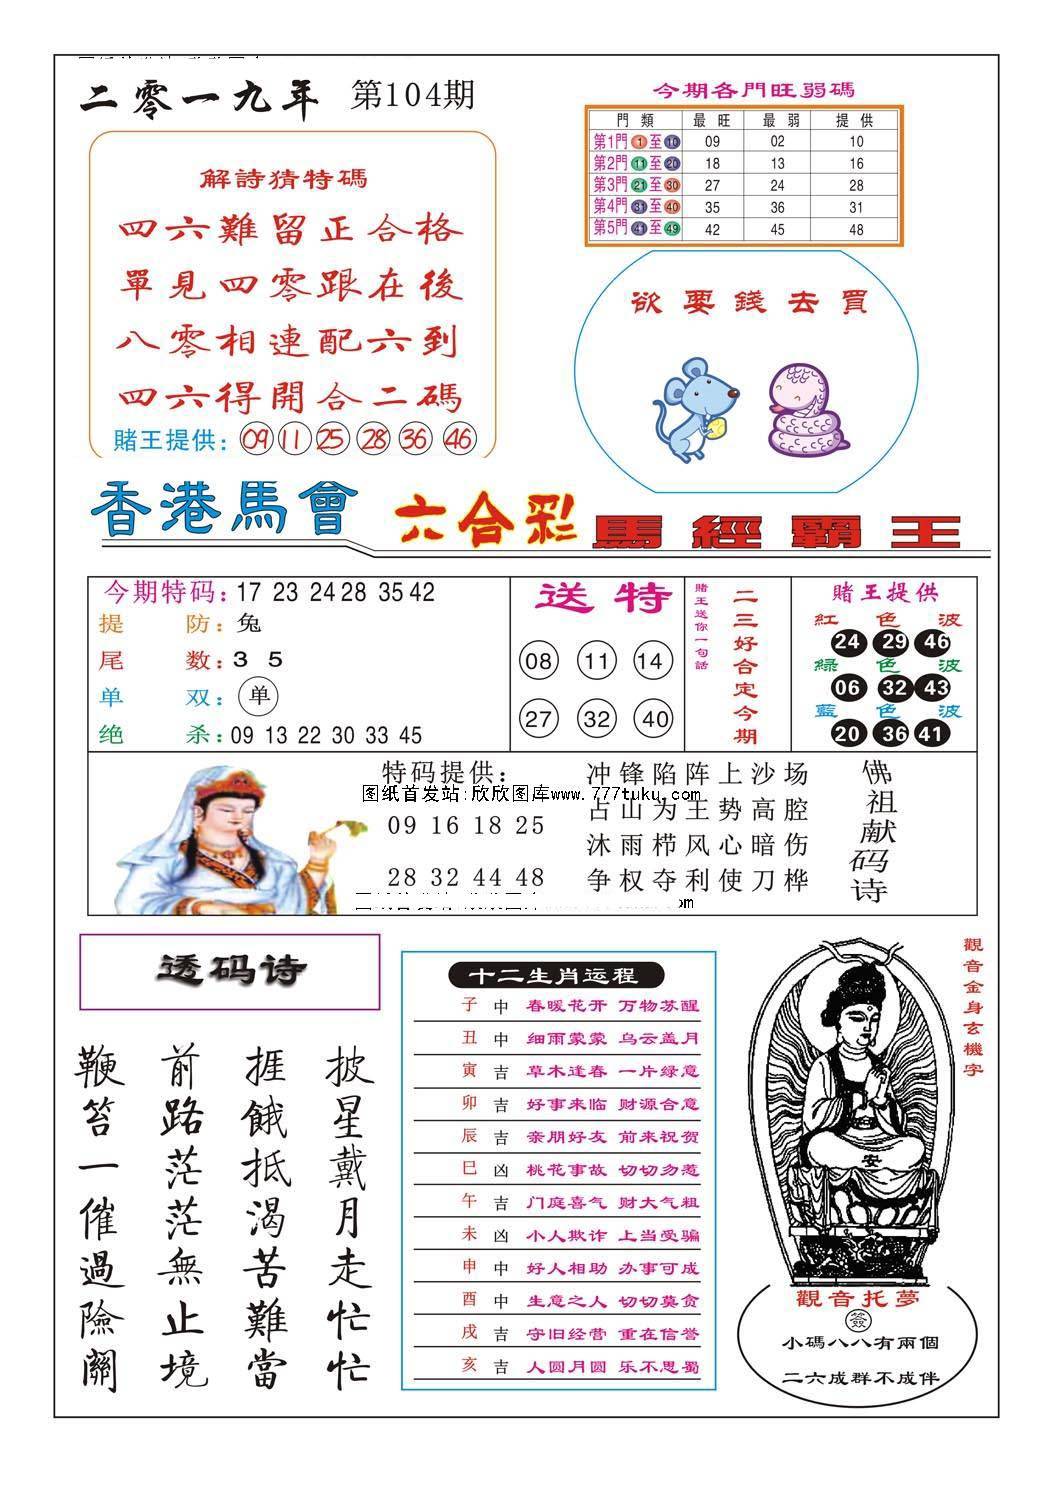 二零一九年 第104期
解詩猜特碼
四六難留正合格
單見四零跟在後
八零相連配六到
四六得開合二碼
賭王提供: 09 11 25 28 36 46
今期各門旺弱碼
門類 最旺 最弱 提供
第1門 1 至 10 09 02 10
第2門 11 至 20 18 13 16
第3門 21 至 30 27 24 28
第4門 31 至 40 35 36 31
第5門 41 至 49 42 45 48
欲要錢去買
香港馬會 六合彩 馬經霸王
今期特码: 17 23 24 28 35 42
提防: 兔
尾数: 3 5
单双: 单
绝杀: 09 13 22 30 33 45
送特
08 11 14
27 32 40
賭王送你一句話
二三好合定今期
賭王提供
紅色波
24 29 46
綠色波
06 32 43
藍色波
20 36 41
特码提供:
图纸首发站:欣欣图库www.777tuku.com
09 16 18 25
28 32 44 48
冲锋陷阵上沙场
占山为王势高腔
沐雨栉风心暗伤
争权夺利使刀桦
佛祖献码诗
透码诗
披星戴月走忙忙
捱餓抵渴苦難當
前路茫茫無止境
鞭笞一催過險關
十二生肖运程
子 中 春暖花开 万物苏醒
丑 中 细雨蒙蒙 乌云盖月
寅 吉 草木逢春 一片绿意
卯 吉 好事来临 财源合意
辰 吉 亲朋好友 前来祝贺
巳 凶 桃花事故 切切勿惹
午 吉 门庭喜气 财大气粗
未 凶 小人欺诈 上当受骗
申 中 好人相助 办事可成
酉 中 生意之人 切切莫贪
戌 吉 守旧经营 重在信誉
亥 吉 人圆月圆 乐不思蜀
觀音金身玄機字
安
觀音托夢
簽
小碼八八有兩個
二六成群不成伴